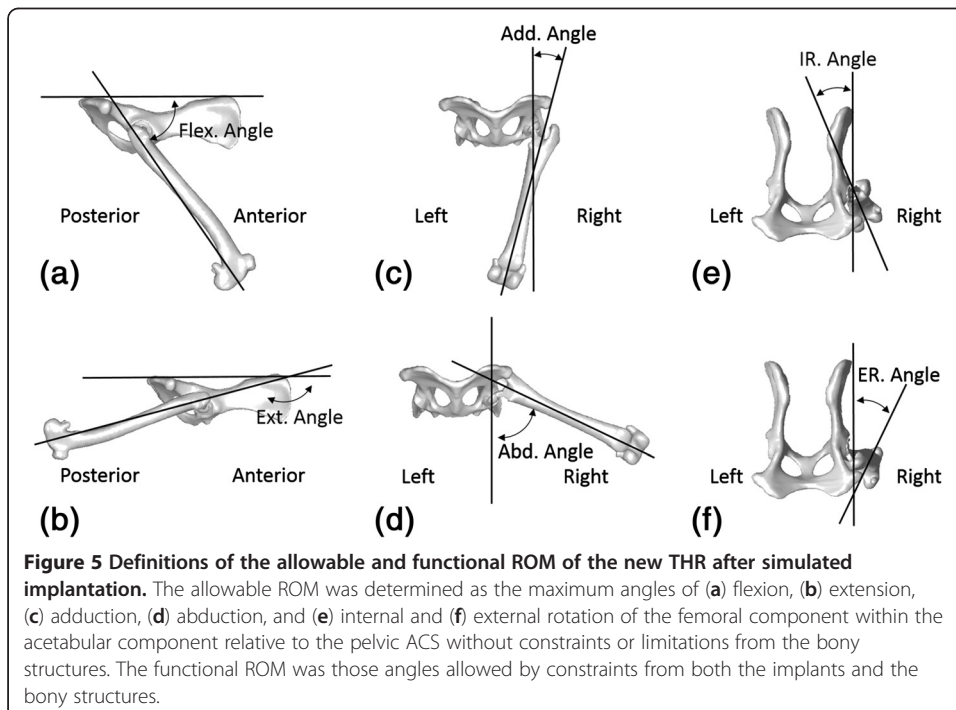 Flex. Angle
Posterior Anterior
(a)
Add. Angle
Left Right
(c)
IR. Angle
Left Right
(e)
Ext. Angle
Posterior Anterior
(b)
Abd. Angle
Left Right
(d)
ER. Angle
Left Right
(f)
Figure 5 Definitions of the allowable and functional ROM of the new THR after simulated
implantation. The allowable ROM was determined as the maximum angles of (a) flexion, (b) extension,
(c) adduction, (d) abduction, and (e) internal and (f) external rotation of the femoral component within the
acetabular component relative to the pelvic ACS without constraints or limitations from the bony
structures. The functional ROM was those angles allowed by constraints from both the implants and the
bony structures.